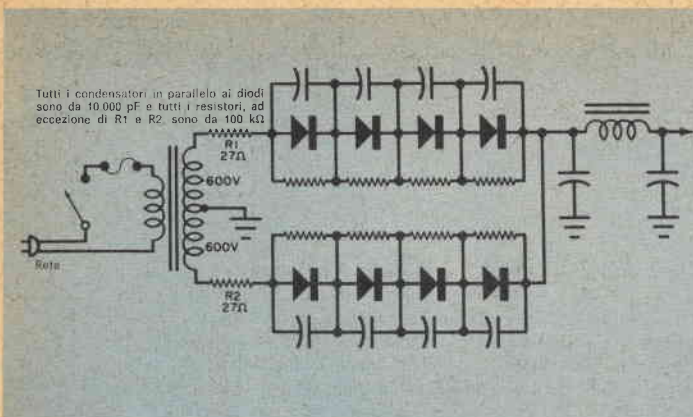 Tutti i condensatori in parallelo ai diodi
sono da 10.000 pF e tutti i resistori, ad
eccezione di R1 e R2, sono da 100 kΩ
R1
27Ω
600V
600V
Rete
R2
27Ω